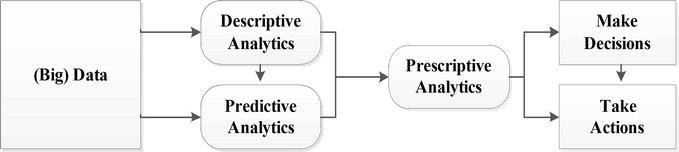 (Big) Data
Descriptive
Analytics
Predictive
Analytics
Prescriptive
Analytics
Make
Decisions
Take
Actions